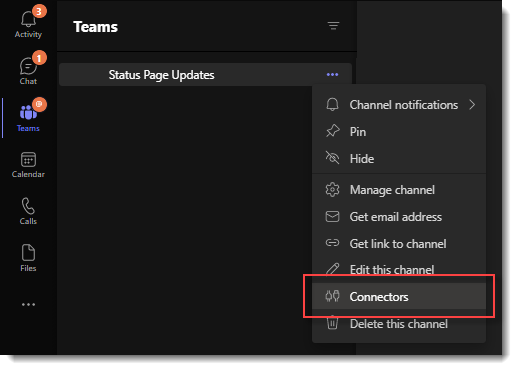 3
Activity
1
Chat
@
Teams
Calendar
Calls
Files
...
Teams
Status Page Updates
...
Channel notifications
Pin
Hide
Manage channel
Get email address
Get link to channel
Edit this channel
Connectors
Delete this channel